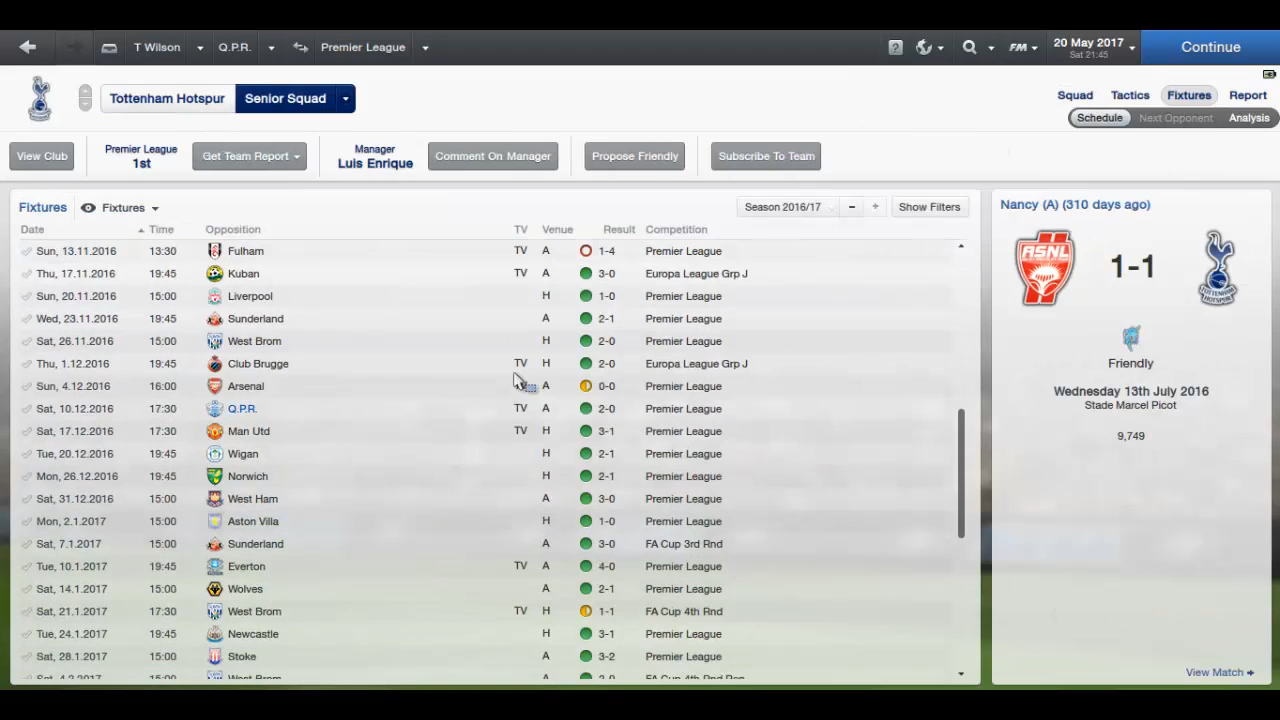 T Wilson Q.P.R. Premier League FM 20 May 2017 Continue
Sat 21:45
Tottenham Hotspur Senior Squad Squad Tactics Fixtures Report
Schedule Next Opponent Analysis
View Club Premier League Get Team Report Manager Comment On Manager Propose Friendly Subscribe To Team
1st Luis Enrique
Fixtures Fixtures Season 2016/17 - + Show Filters
Date Time Opposition TV Venue Result Competition
Sun, 13.11.2016 13:30 Fulham TV A 1-4 Premier League
Thu, 17.11.2016 19:45 Kuban TV A 3-0 Europa League Grp J
Sun, 20.11.2016 15:00 Liverpool H 1-0 Premier League
Wed, 23.11.2016 19:45 Sunderland A 2-1 Premier League
Sat, 26.11.2016 15:00 West Brom H 2-0 Premier League
Thu, 1.12.2016 19:45 Club Brugge TV H 2-0 Europa League Grp J
Sun, 4.12.2016 16:00 Arsenal A 0-0 Premier League
Sat, 10.12.2016 17:30 Q.P.R. TV A 2-0 Premier League
Sat, 17.12.2016 17:30 Man Utd TV H 3-1 Premier League
Tue, 20.12.2016 19:45 Wigan H 2-1 Premier League
Mon, 26.12.2016 19:45 Norwich H 2-1 Premier League
Sat, 31.12.2016 15:00 West Ham A 3-0 Premier League
Mon, 2.1.2017 15:00 Aston Villa H 1-0 Premier League
Sat, 7.1.2017 15:00 Sunderland A 3-0 FA Cup 3rd Rnd
Tue, 10.1.2017 19:45 Everton TV A 4-0 Premier League
Sat, 14.1.2017 15:00 Wolves A 2-1 Premier League
Sat, 21.1.2017 17:30 West Brom TV H 1-1 FA Cup 4th Rnd
Tue, 24.1.2017 19:45 Newcastle H 3-1 Premier League
Sat, 28.1.2017 15:00 Stoke A 3-2 Premier League
Nancy (A) (310 days ago)
ASNL 1-1
Friendly
Wednesday 13th July 2016
Stade Marcel Picot
9,749
View Match